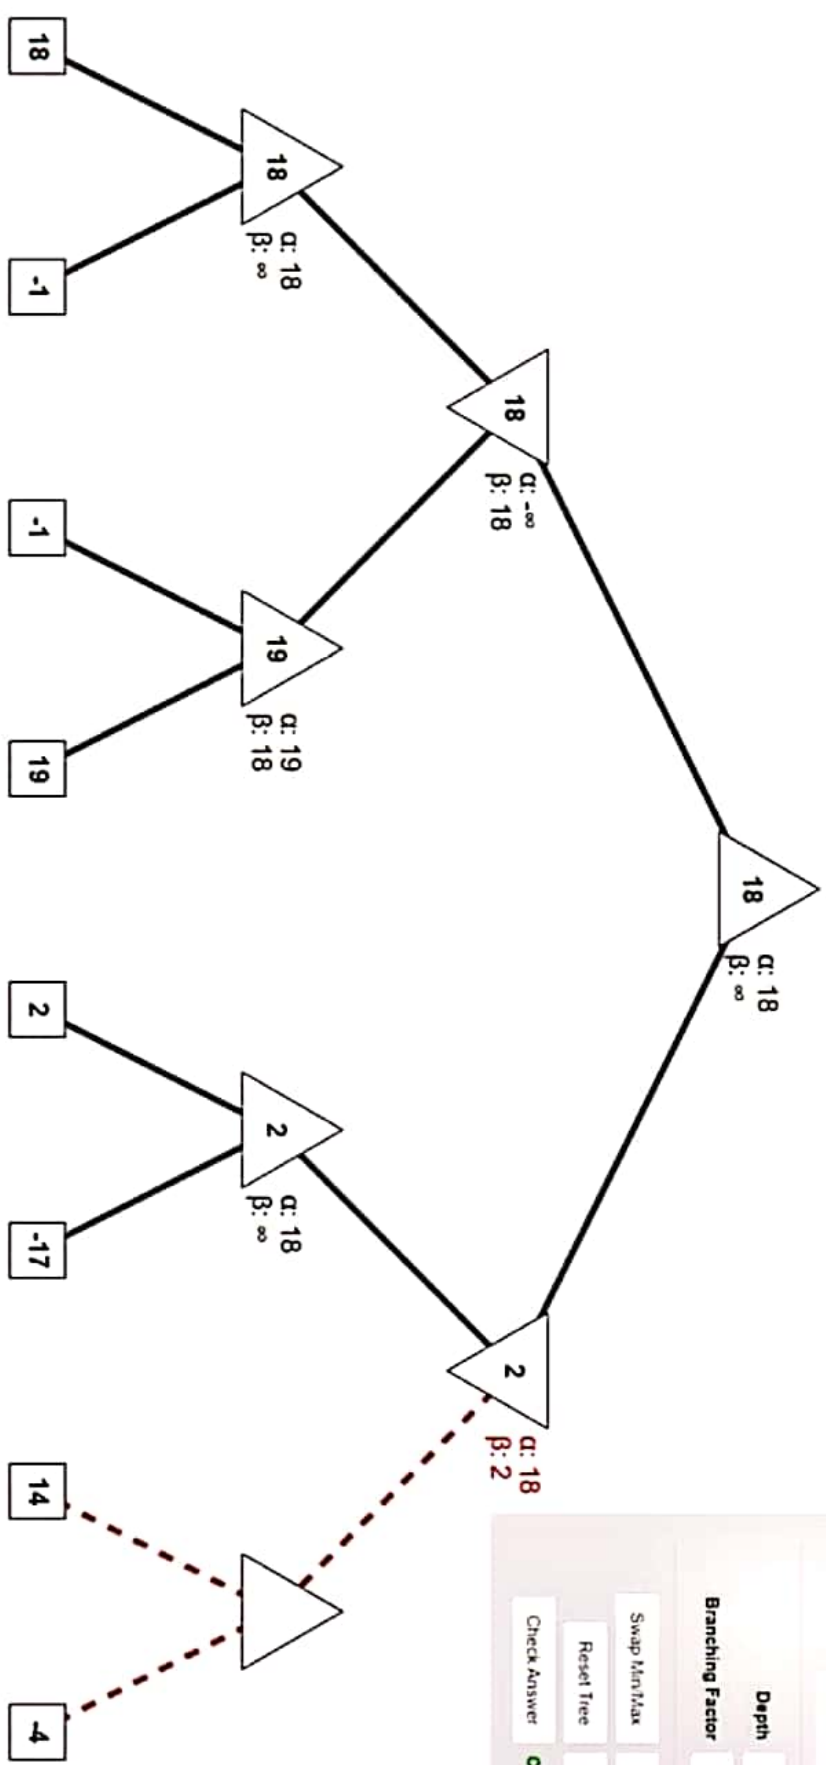 18
α: 18
β: ∞
18
α: -∞
β: 18
2
α: 18
β: 2
18
α: 18
β: ∞
19
α: 19
β: 18
2
α: 18
β: ∞
18
-1
-1
19
2
-17
14
-4
Depth
Branching Factor
Swap Min/Max
Reset Tree
Check Answer